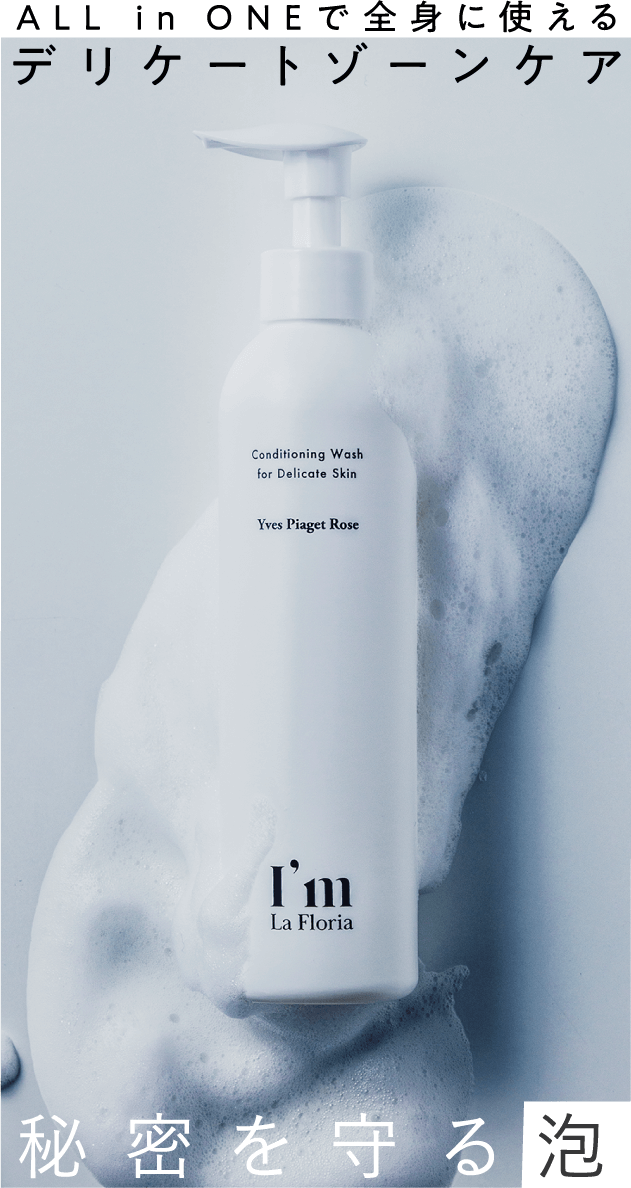 ALL in ONEで全身に使える
デリケートゾーンケア
Conditioning Wash
for Delicate Skin
Yves Piaget Rose
I'm
La Floria
秘密を守る泡